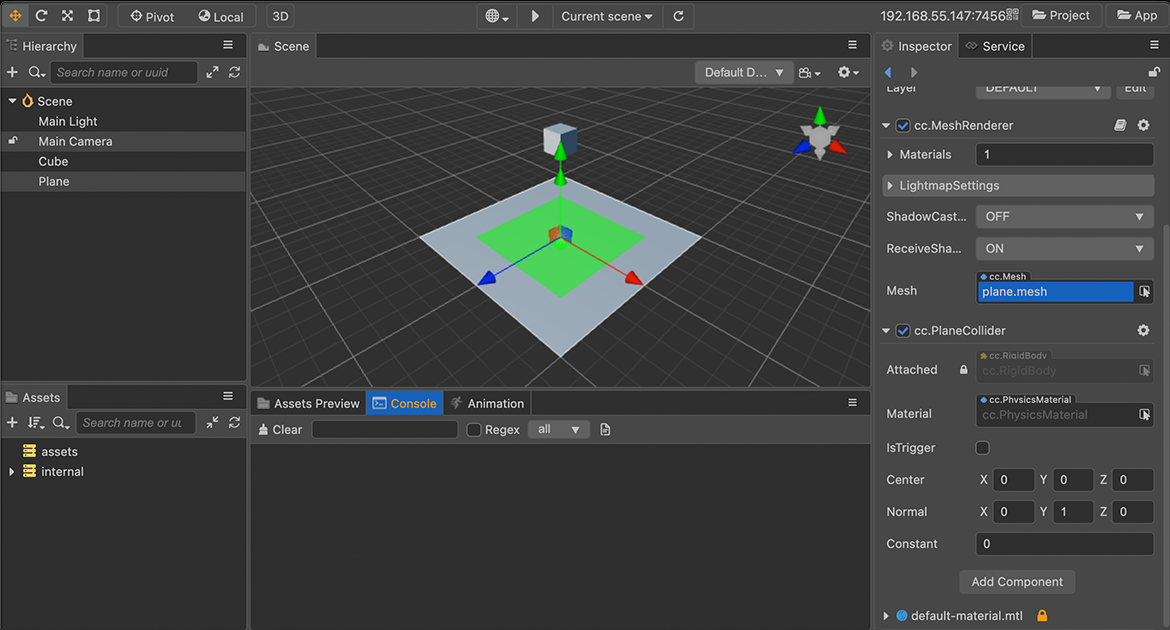 Pivot
Local
3D
Current scene
192.168.55.147:7456
Project
App
Hierarchy
Search name or uuid
Scene
Main Light
Main Camera
Cube
Plane
Scene
Default D...
Assets
Search name or uu
assets
internal
Assets Preview
Console
Animation
Clear
Regex
all
Inspector
Service
Layer
DEFAULT
Edit
cc.MeshRenderer
Materials
1
LightmapSettings
ShadowCast...
OFF
ReceiveSha...
ON
cc.Mesh
Mesh
plane.mesh
cc.PlaneCollider
cc.RigidBody
Attached
cc.RigidBody
cc.PhysicsMaterial
Material
cc.PhysicsMaterial
IsTrigger
Center X 0 Y 0 Z 0
Normal X 0 Y 1 Z 0
Constant 0
Add Component
default-material.mtl